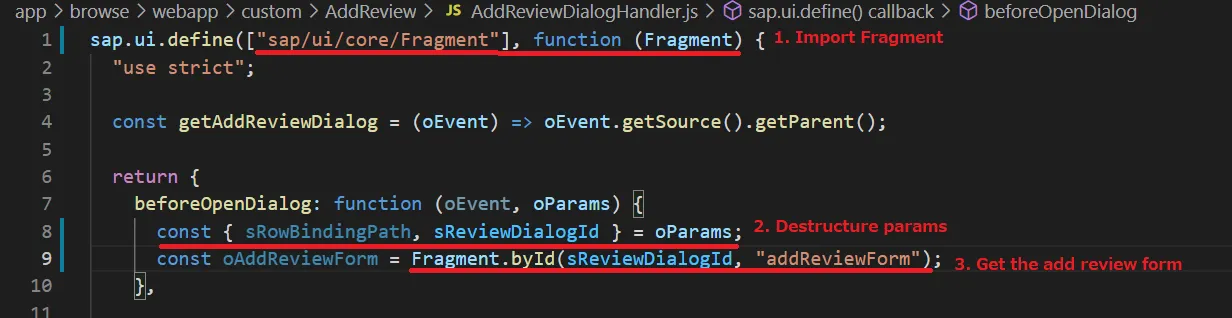 app > browse > webapp > custom > AddReview > JS AddReviewDialogHandler.js > sap.ui.define() callback > beforeOpenDialog
1 sap.ui.define(["sap/ui/core/Fragment"], function (Fragment) { 1. Import Fragment
2 "use strict";
3
4 const getAddReviewDialog = (oEvent) => oEvent.getSource().getParent();
5
6 return {
7 beforeOpenDialog: function (oEvent, oParams) {
8 const { sRowBindingPath, sReviewDialogId } = oParams; 2. Destructure params
9 const oAddReviewForm = Fragment.byId(sReviewDialogId, "addReviewForm"); 3. Get the add review form
10 },
11